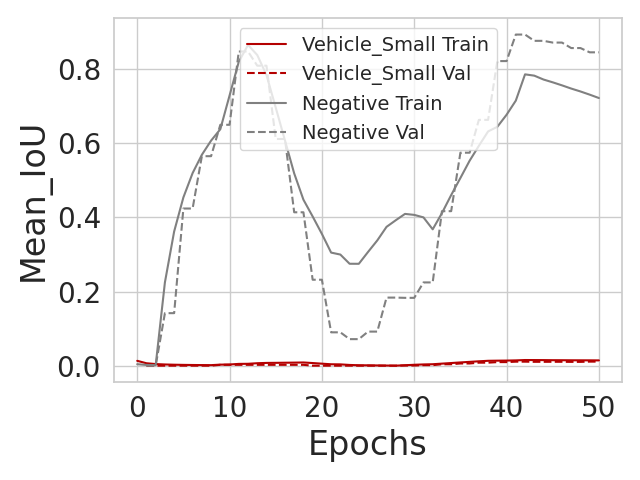 Vehicle_Small Train
Vehicle_Small Val
Negative Train
Negative Val
Mean_IoU
0.8
0.6
0.4
0.2
0.0
0 10 20 30 40 50
Epochs